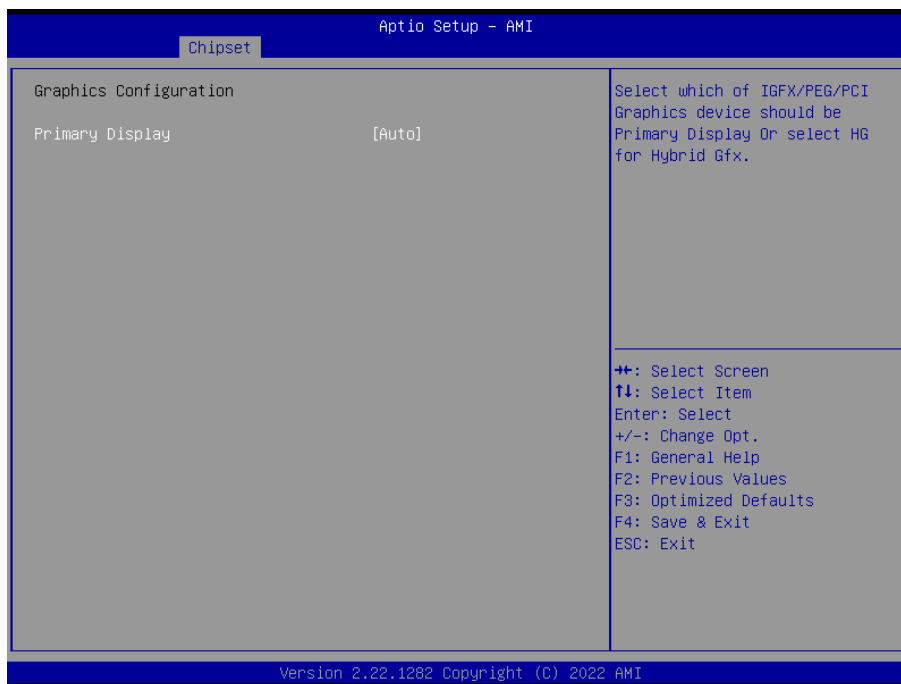 Aptio Setup – AMI
Chipset
Graphics Configuration
Primary Display [Auto]
Select which of IGFX/PEG/PCI
Graphics device should be
Primary Display Or select HG
for Hybrid Gfx.
→←: Select Screen
↑↓: Select Item
Enter: Select
+/-: Change Opt.
F1: General Help
F2: Previous Values
F3: Optimized Defaults
F4: Save & Exit
ESC: Exit
Version 2.22.1282 Copyright (C) 2022 AMI